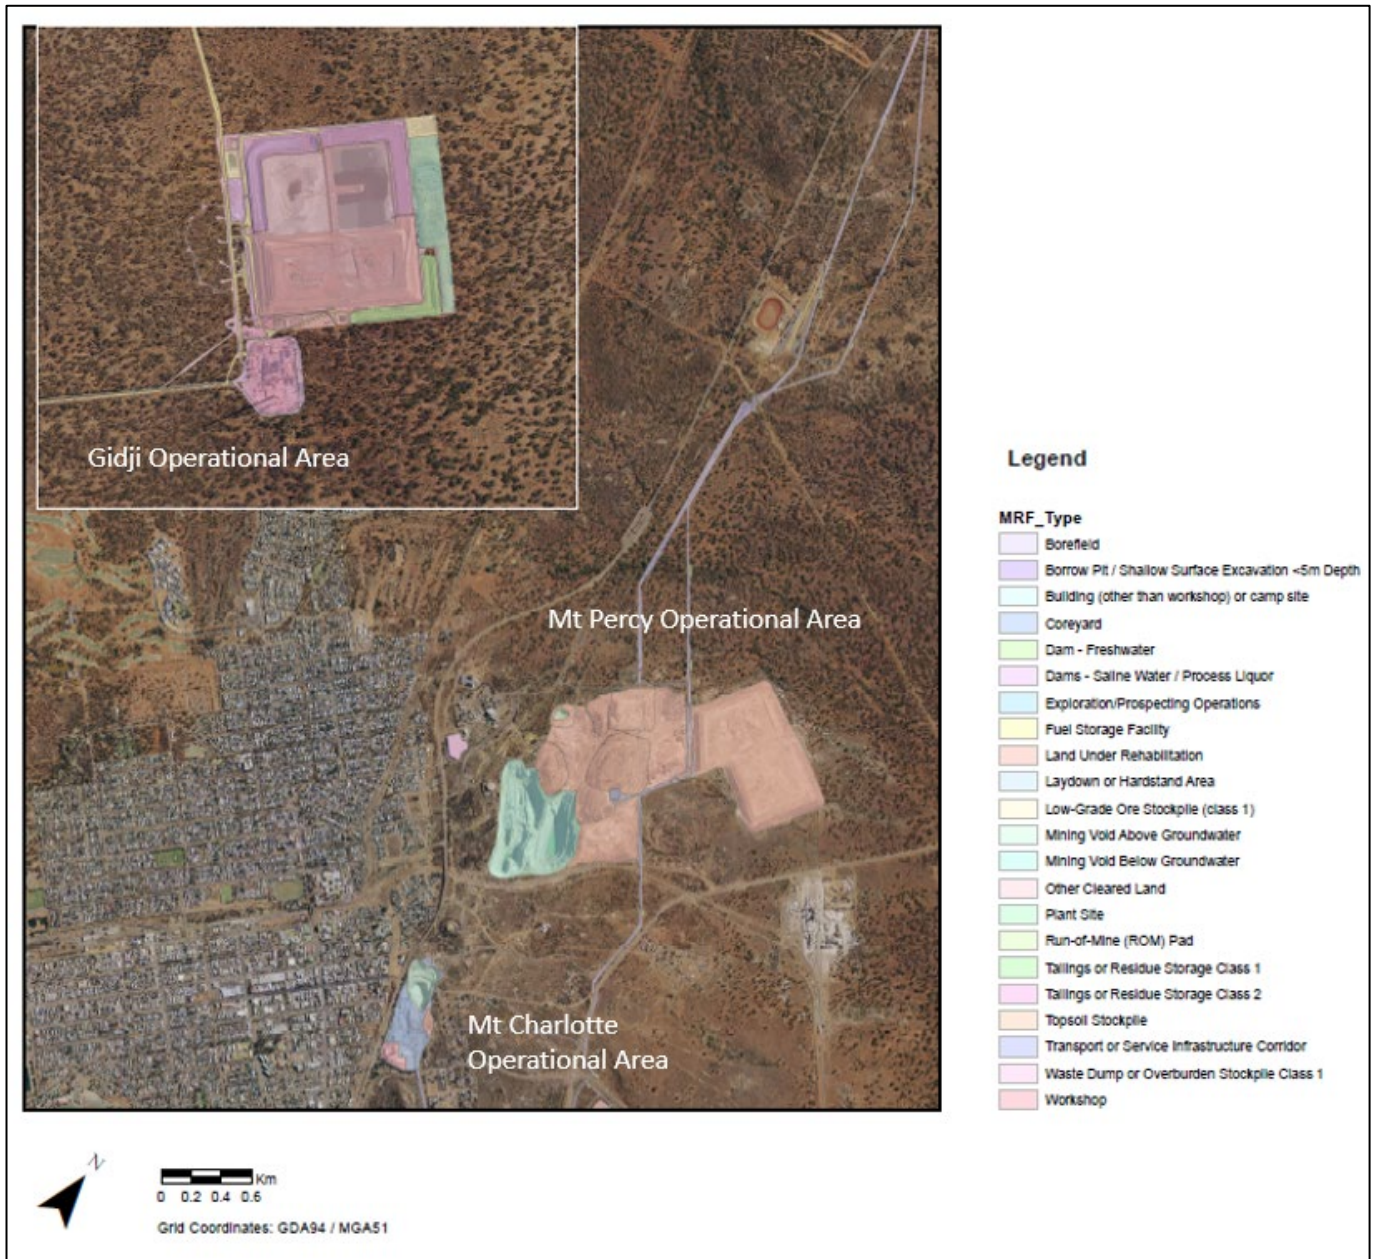 Gidji Operational Area
Mt Percy Operational Area
Mt Charlotte
Operational Area
Legend
MRF_Type
Borefield
Borrow Pit / Shallow Surface Excavation <5m Depth
Building (other than workshop) or camp site
Coreyard
Dam - Freshwater
Dams - Saline Water / Process Liquor
Exploration/Prospecting Operations
Fuel Storage Facility
Land Under Rehabilitation
Laydown or Hardstand Area
Low-Grade Ore Stockpile (class 1)
Mining Void Above Groundwater
Mining Void Below Groundwater
Other Cleared Land
Plant Site
Run-of-Mine (ROM) Pad
Tailings or Residue Storage Class 1
Tailings or Residue Storage Class 2
Topsoil Stockpile
Transport or Service Infrastructure Corridor
Waste Dump or Overburden Stockpile Class 1
Workshop
N
Km
0 0.2 0.4 0.6
Grid Coordinates: GDA94 / MGA51